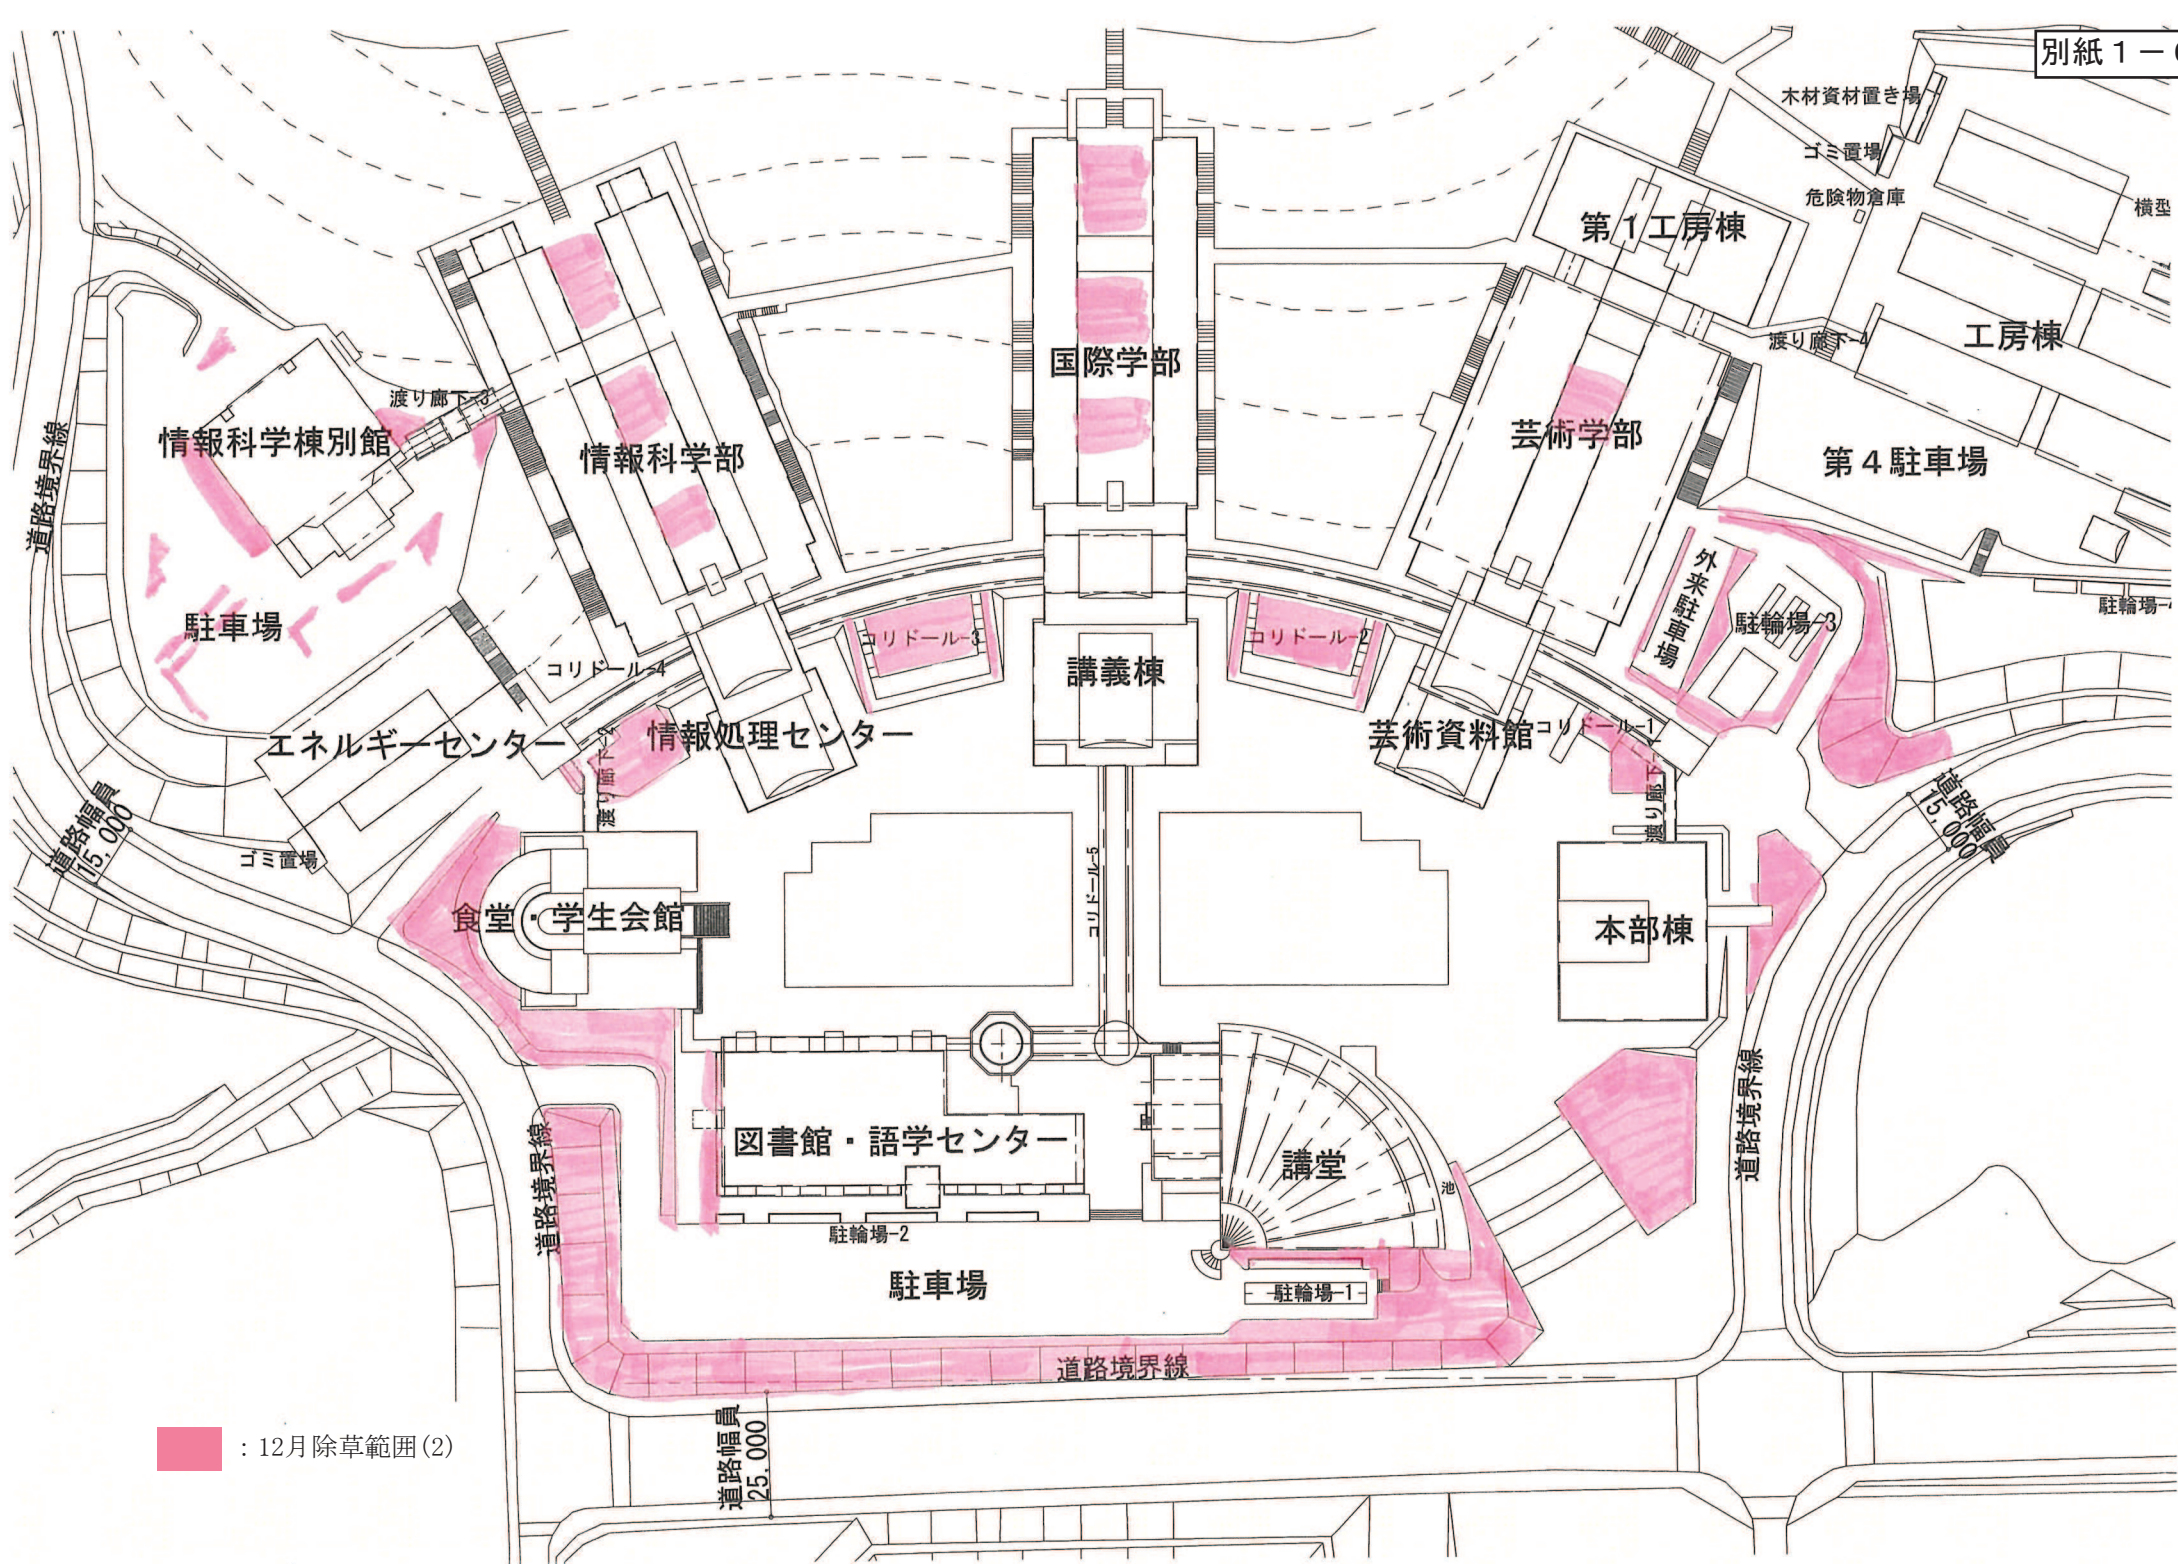 別紙1－
木材資材置き場
ゴミ置場
危険物倉庫
横型
第1工房棟
工房棟
渡り廊下-4
国際学部
渡り廊下-3
情報科学棟別館
情報科学部
芸術学部
第4駐車場
道路境界線
外来駐車場
駐輪場-3
駐輪場-
駐車場
コリドール-3
コリドール-2
コリドール-4
講義棟
エネルギーセンター
渡り廊下-2
情報処理センター
芸術資料館
コリドール-1
渡り廊下-1
道路幅員
15,000
道路幅員
15,000
ゴミ置場
コリドール-5
食堂・学生会館
本部棟
道路境界線
道路境界線
図書館・語学センター
講堂
池
駐輪場-2
駐車場
駐輪場-1
道路境界線
道路幅員
25,000
：12月除草範囲(2)